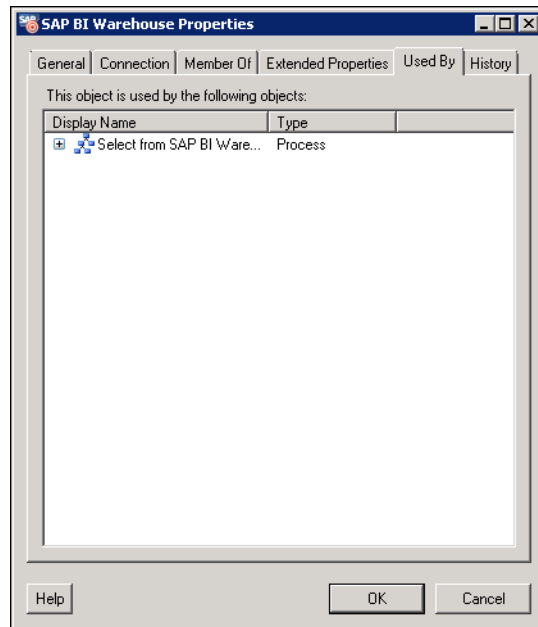 SAP BI Warehouse Properties
General Connection Member Of Extended Properties Used By History
This object is used by the following objects:
Display Name Type
Select from SAP BI Ware... Process
Help OK Cancel